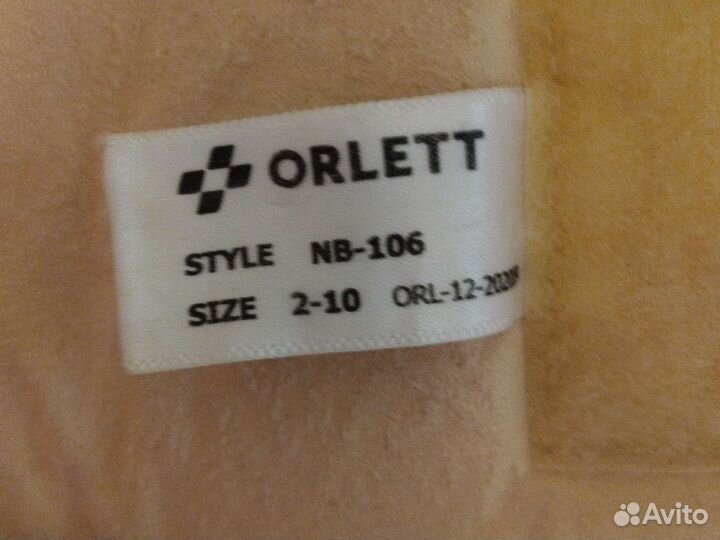 ORLETT
STYLE NB-106
SIZE 2-10
Avito